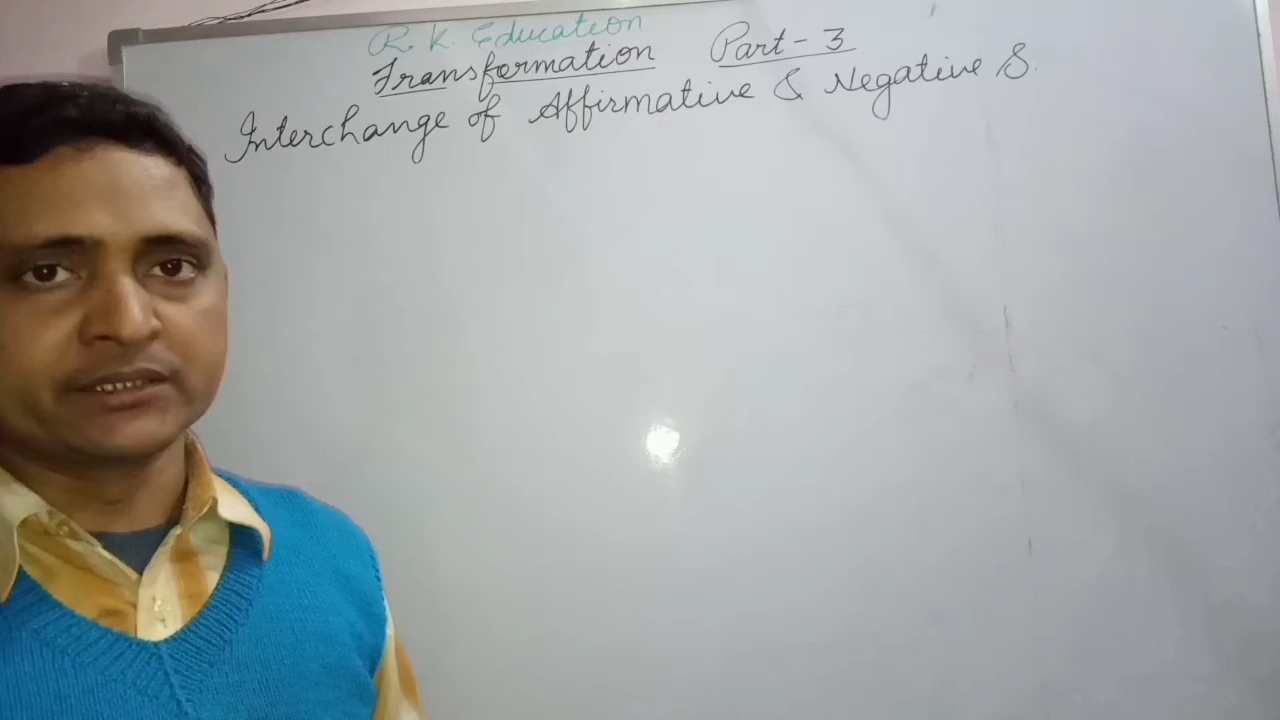 R. K. Education
Transformation Part - 3
Interchange of Affirmative & Negative S.